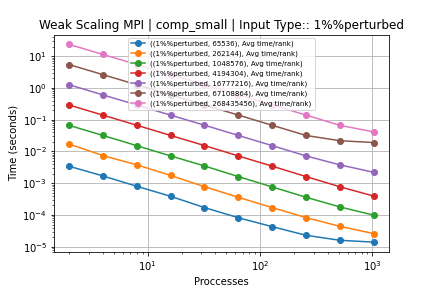 Weak Scaling MPI | comp_small | Input Type:: 1%%perturbed
((1%%perturbed, 65536), Avg time/rank)
((1%%perturbed, 262144), Avg time/rank)
((1%%perturbed, 1048576), Avg time/rank)
((1%%perturbed, 4194304), Avg time/rank)
((1%%perturbed, 16777216), Avg time/rank)
((1%%perturbed, 67108864), Avg time/rank)
((1%%perturbed, 268435456), Avg time/rank)
Time (seconds)
10¹
10⁰
10⁻¹
10⁻²
10⁻³
10⁻⁴
10⁻⁵
10¹ 10² 10³
Proccesses